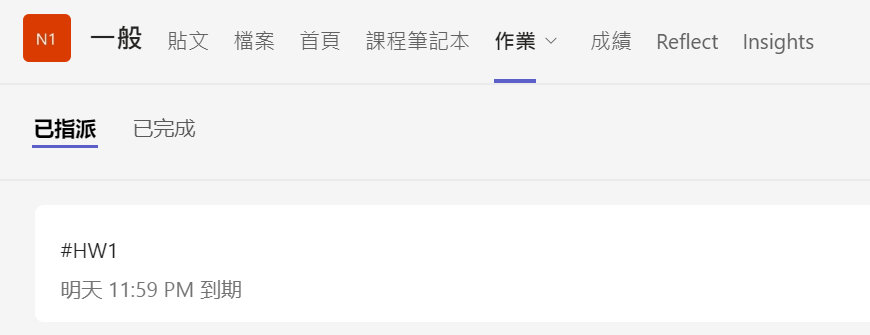 N1 一般 貼文 檔案 首頁 課程筆記本 作業 成績 Reflect Insights
已指派 已完成
#HW1
明天 11:59 PM 到期